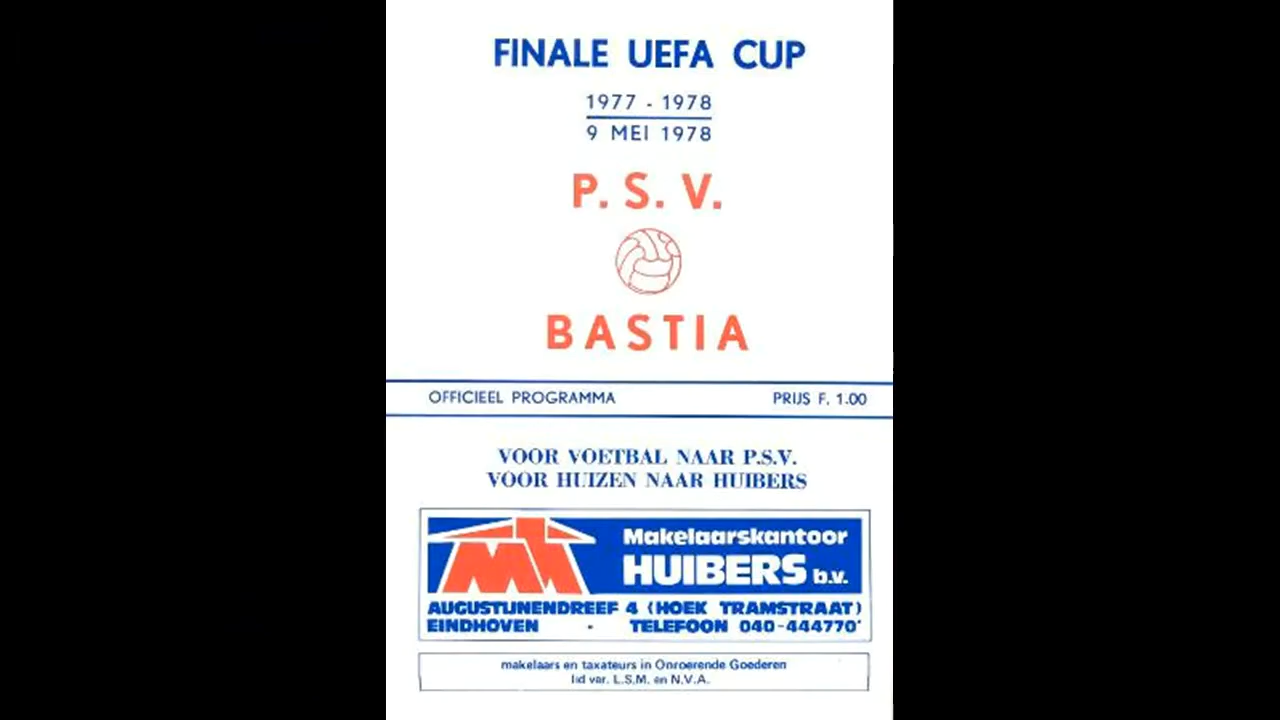 FINALE UEFA CUP
1977 - 1978
9 MEI 1978
P. S. V.
BASTIA
OFFICIEEL PROGRAMMA PRIJS F. 1.00
VOOR VOETBAL NAAR P.S.V.
VOOR HUIZEN NAAR HUIBERS
Makelaarskantoor
HUIBERS b.v.
AUGUSTIJNENDREEF 4 (HOEK TRAMSTRAAT)
EINDHOVEN - TELEFOON 040-444770*
makelaars en taxateurs in Onroerende Goederen
lid var. L.S.M. en N.V.A.